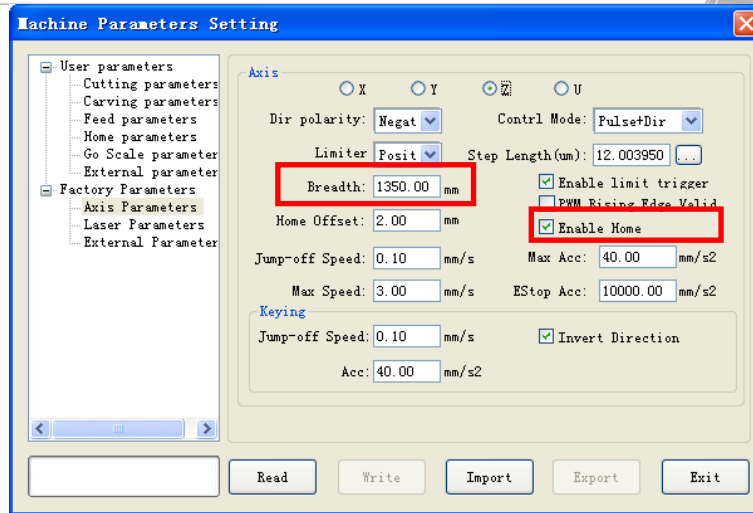 Machine Parameters Setting
User parameters
Cutting parameters
Carving parameters
Feed parameters
Home parameters
Go Scale parameter
External parameter
Factory Parameters
Axis Parameters
Laser Parameters
External Parameter
Axis
X Y Z U
Dir polarity: Negat Contrl Mode: Pulse+Dir
Limiter Posit Step Length(um): 12.003950 ...
Breadth: 1350.00 mm Enable limit trigger
PWM Rising Edge Valid
Home Offset: 2.00 mm Enable Home
Jump-off Speed: 0.10 mm/s Max Acc: 40.00 mm/s2
Max Speed: 3.00 mm/s EStop Acc: 10000.00 mm/s2
Keying
Jump-off Speed: 0.10 mm/s Invert Direction
Acc: 40.00 mm/s2
Read Write Import Export Exit